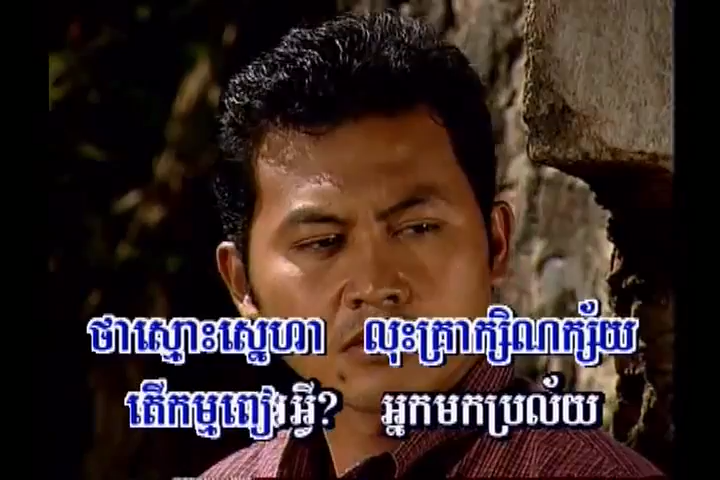 ថាស្មោះស្នេហា លុះគ្រាក្សិណក្ស័យ
តើកម្មពៀរអ្វី? អ្នកមកប្រល័យ